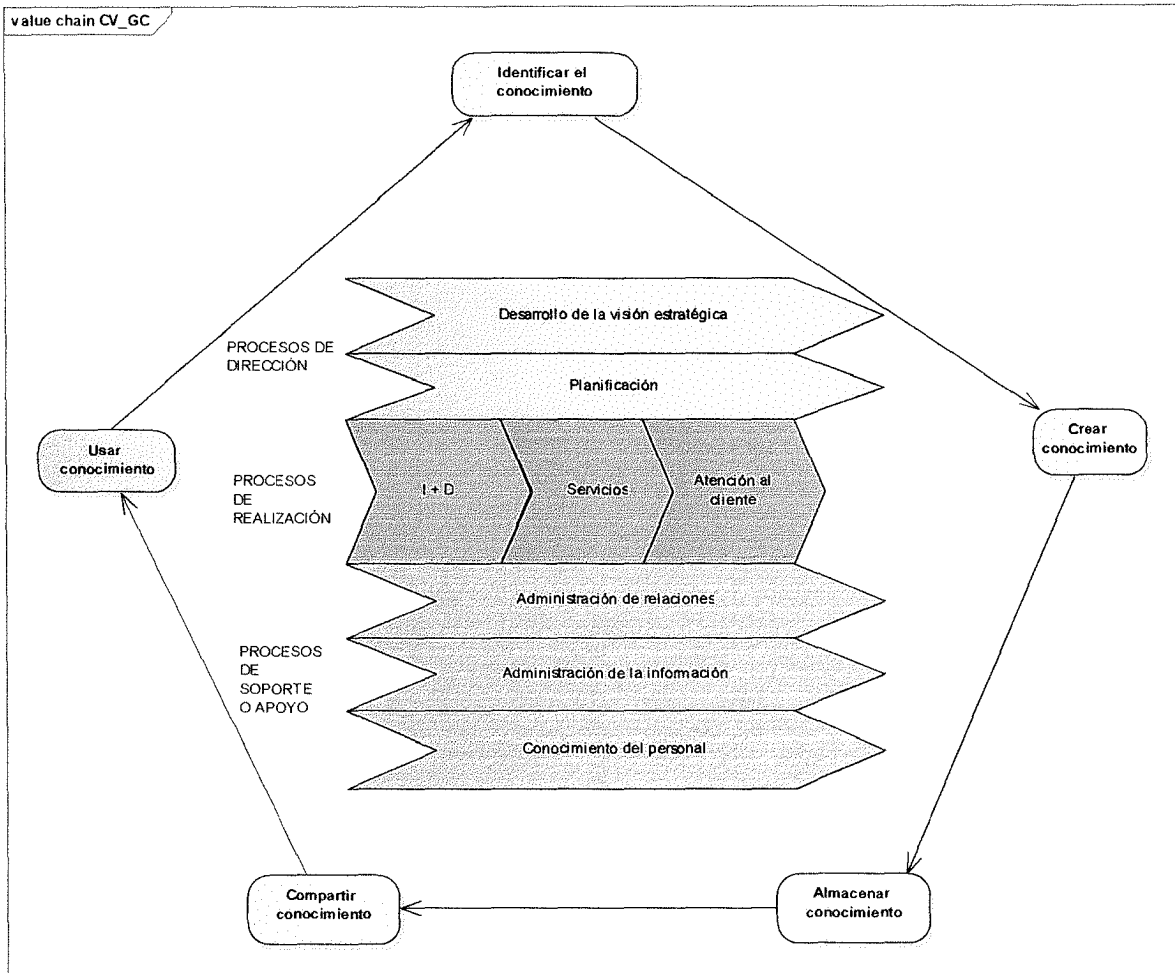 value chain CV_GC
Identificar el
conocimiento
Desarrollo de la visión estratégica
PROCESOS DE
DIRECCIÓN
Planificación
Usar
conocimiento
Crear
conocimiento
PROCESOS
DE
REALIZACIÓN
I + D
Servicios
Atención al
cliente
Administración de relaciones
PROCESOS
DE
SOPORTE
O APOYO
Administración de la información
Conocimiento del personal
Compartir
conocimiento
Almacenar
conocimiento